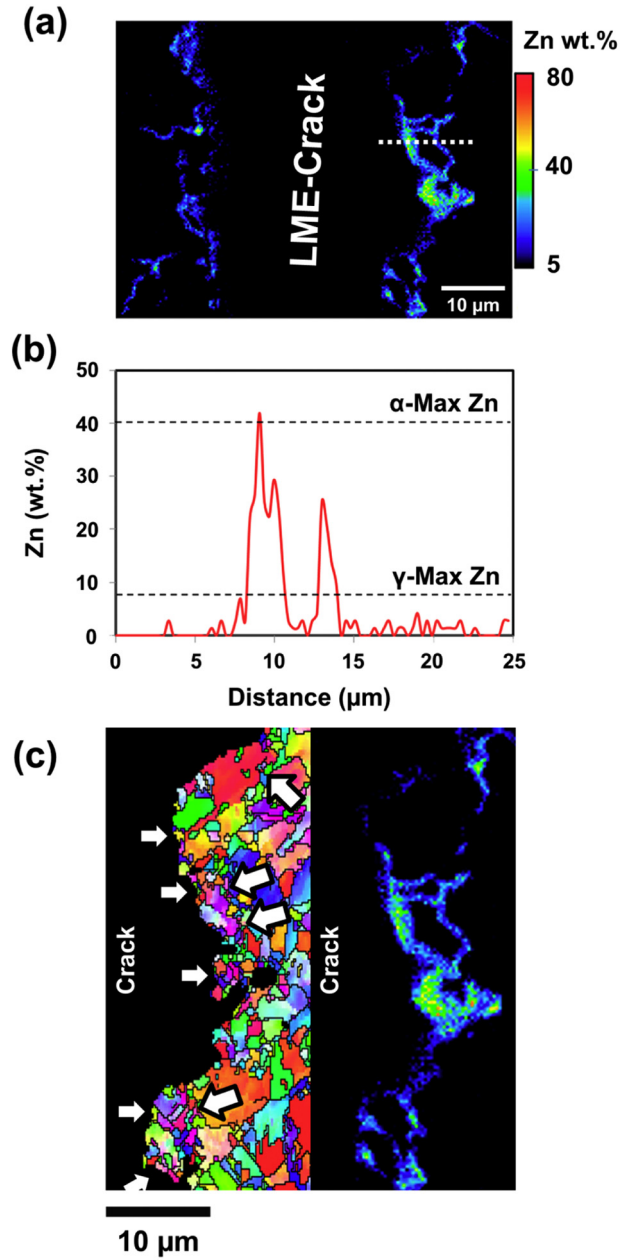 (a)
Zn wt.%
80
40
5
LME-Crack
10 µm
(b)
50
40
30
20
10
0
α-Max Zn
γ-Max Zn
Zn (wt.%)
0 5 10 15 20 25
Distance (µm)
(c)
Crack
Crack
10 µm